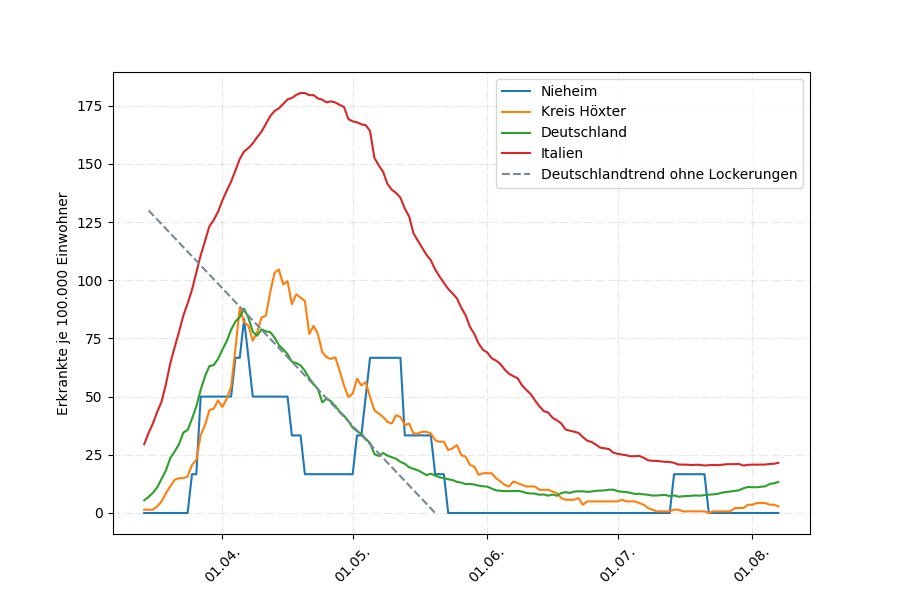 Nieheim
Kreis Höxter
Deutschland
Italien
Deutschlandtrend ohne Lockerungen
Erkrankte je 100.000 Einwohner
175
150
125
100
75
50
25
0
01.04.
01.05.
01.06.
01.07.
01.08.